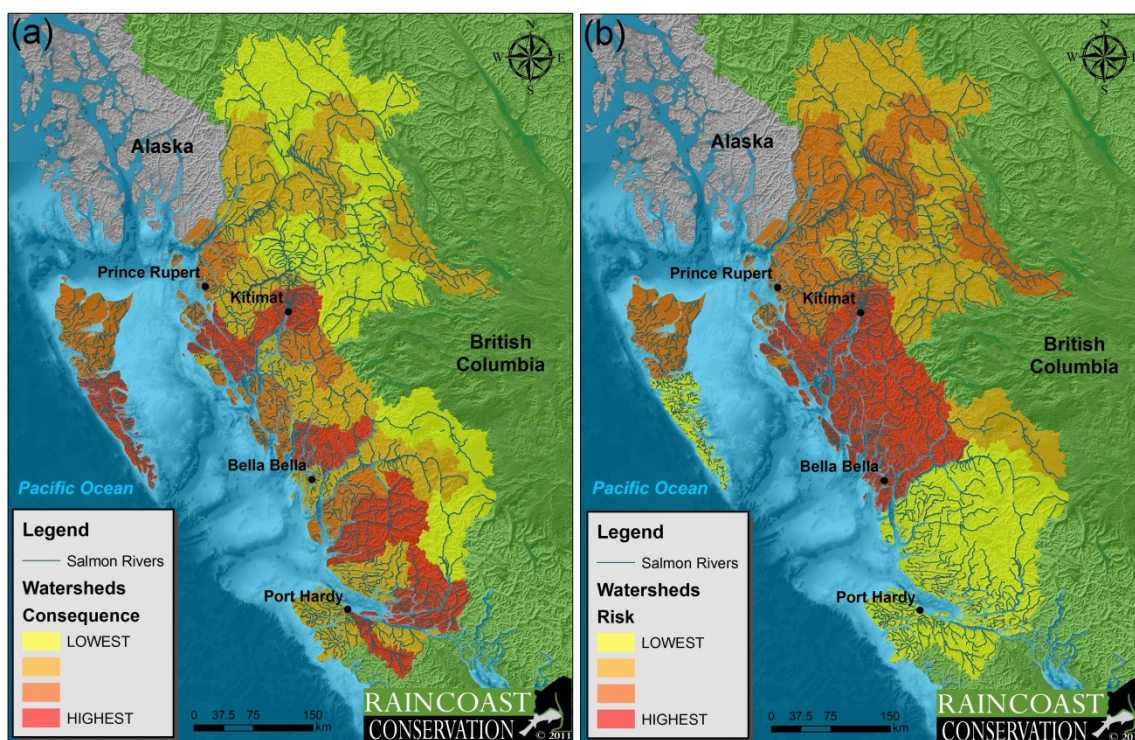 (a)
N
W E
S
Alaska
Prince Rupert
Kitimat
British
Columbia
Bella Bella
Pacific Ocean
Port Hardy
Legend
Salmon Rivers
Watersheds
Consequence
LOWEST
HIGHEST
0 37.5 75 150
km
RAINCOAST
CONSERVATION
© 2011
(b)
N
W E
S
Alaska
Prince Rupert
Kitimat
British
Columbia
Bella Bella
Pacific Ocean
Port Hardy
Legend
Salmon Rivers
Watersheds
Risk
LOWEST
HIGHEST
0 37.5 75 150
km
RAINCOAST
CONSERVATION
© 20